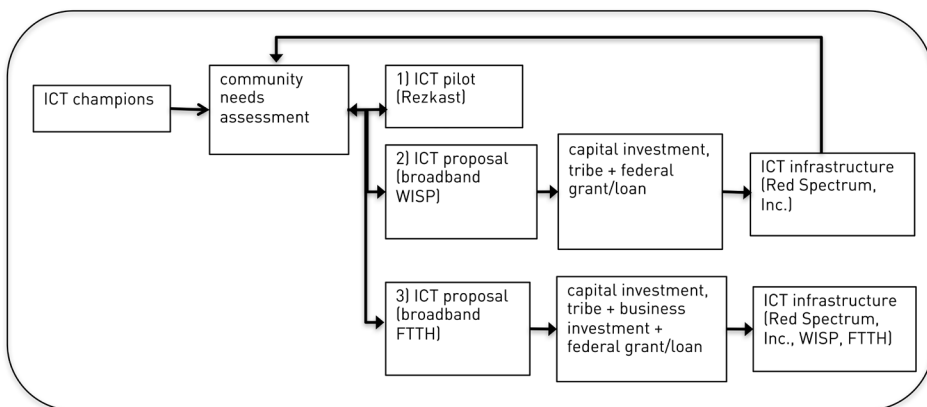 ICT champions
community
needs
assessment
1) ICT pilot
(Rezkast)
2) ICT proposal
(broadband
WISP)
capital investment,
tribe + federal
grant/loan
ICT infrastructure
(Red Spectrum,
Inc.)
3) ICT proposal
(broadband
FTTH)
capital investment,
tribe + business
investment +
federal grant/loan
ICT infrastructure
(Red Spectrum,
Inc., WISP, FTTH)